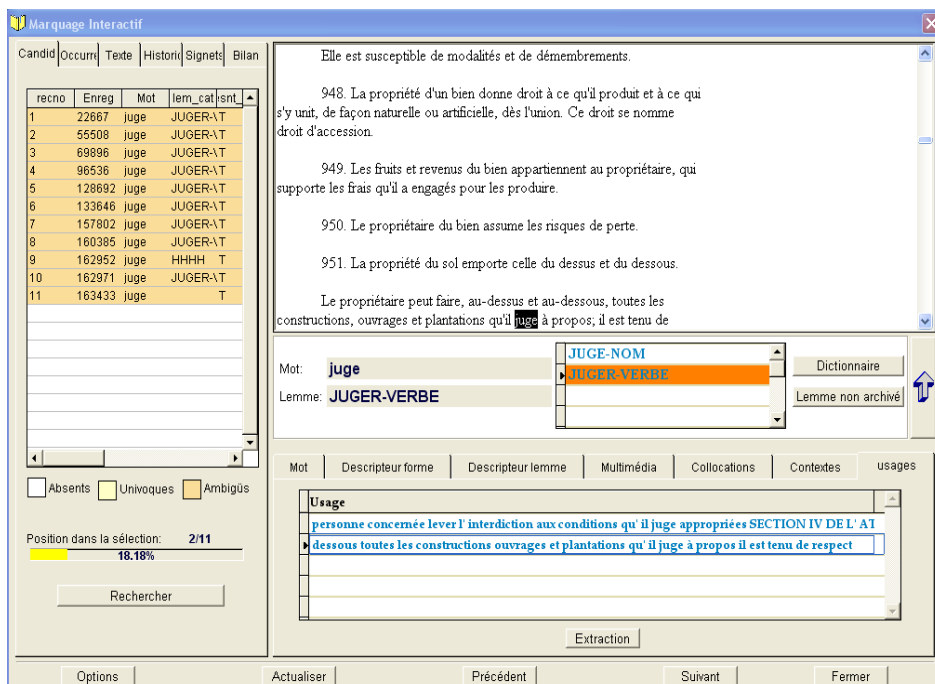 Marquage Interactif
Candid Occurre Texte Historic Signets Bilan
recno Enreg Mot lem_cat
1 22667 juge JUGER-V T
2 55508 juge JUGER-V T
3 69896 juge JUGER-V T
4 96536 juge JUGER-V T
5 128692 juge JUGER-V T
6 133646 juge JUGER-V T
7 157802 juge JUGER-V T
8 160385 juge JUGER-V T
9 162952 juge HHHH T
10 162971 juge JUGER-V T
11 163433 juge T
Absents Univoques Ambigüs
Position dans la sélection: 2/11
18.18%
Rechercher
Elle est susceptible de modalités et de démembrements.
948. La propriété d'un bien donne droit à ce qu'il produit et à ce qui
s'y unit, de façon naturelle ou artificielle, dès l'union. Ce droit se nomme
droit d'accession.
949. Les fruits et revenus du bien appartiennent au propriétaire, qui
supporte les frais qu'il a engagés pour les produire.
950. Le propriétaire du bien assume les risques de perte.
951. La propriété du sol emporte celle du dessus et du dessous.
Le propriétaire peut faire, au-dessus et au-dessous, toutes les
constructions, ouvrages et plantations qu'il juge à propos; il est tenu de
Mot: juge
Lemme: JUGER-VERBE
JUGE-NOM
JUGER-VERBE
Dictionnaire
Lemme non archivé
Mot Descripteur forme Descripteur lemme Multimédia Collocations Contextes usages
Usage
personne concernée lever l' interdiction aux conditions qu' il juge appropriées SECTION IV DE L' AT
dessous toutes les constructions ouvrages et plantations qu' il juge à propos il est tenu de respect
Extraction
Options Actualiser Précédent Suivant Fermer